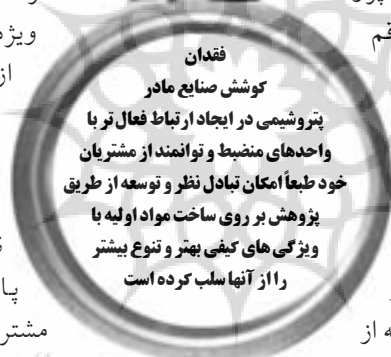 فقدان
کوشش صنایع مادر
پتروشیمی در ایجاد ارتباط فعال‌تر با
واحدهای منضبط و توانمند از مشتریان
خود طبعاً امکان تبادل نظر و توسعه از طریق
پژوهش بر روی ساخت مواد اولیه با
ویژگی های کیفی بهتر و تنوع بیشتر
را از آنها سلب کرده است